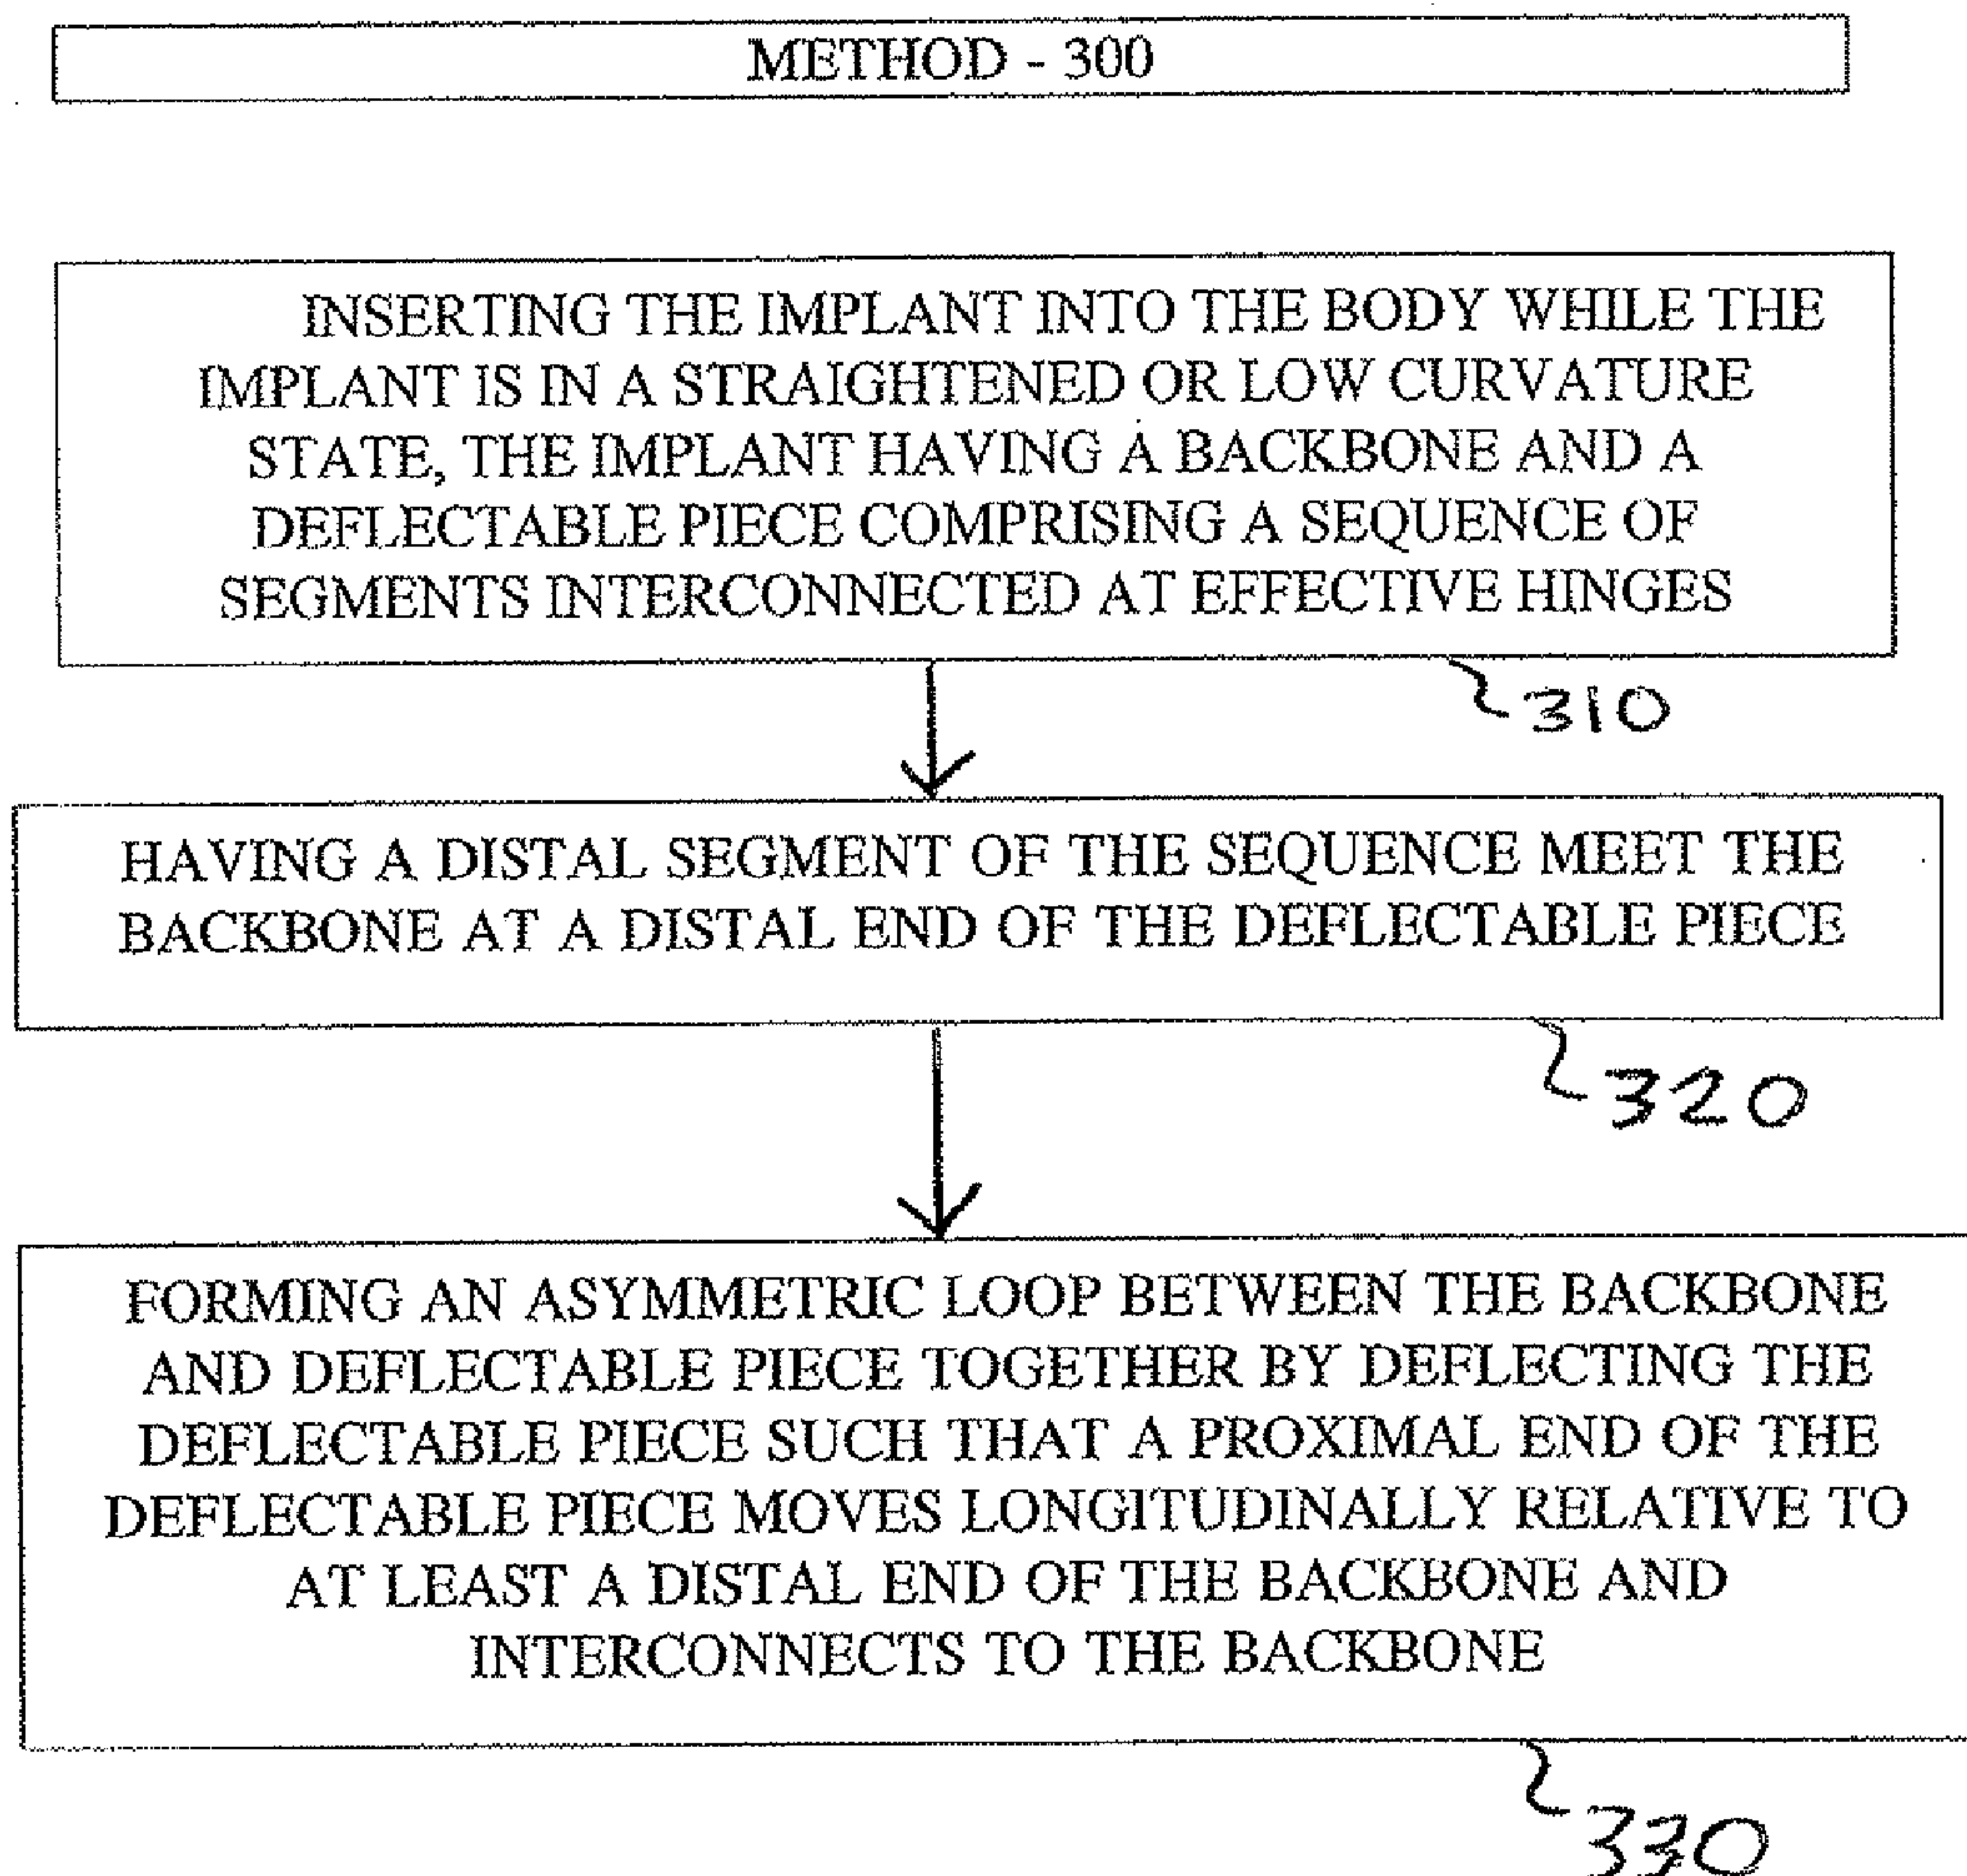 METHOD - 300
INSERTING THE IMPLANT INTO THE BODY WHILE THE
IMPLANT IS IN A STRAIGHTENED OR LOW CURVATURE
STATE, THE IMPLANT HAVING A BACKBONE AND A
DEFLECTABLE PIECE COMPRISING A SEQUENCE OF
SEGMENTS INTERCONNECTED AT EFFECTIVE HINGES
310
HAVING A DISTAL SEGMENT OF THE SEQUENCE MEET THE
BACKBONE AT A DISTAL END OF THE DEFLECTABLE PIECE
320
FORMING AN ASYMMETRIC LOOP BETWEEN THE BACKBONE
AND DEFLECTABLE PIECE TOGETHER BY DEFLECTING THE
DEFLECTABLE PIECE SUCH THAT A PROXIMAL END OF THE
DEFLECTABLE PIECE MOVES LONGITUDINALLY RELATIVE TO
AT LEAST A DISTAL END OF THE BACKBONE AND
INTERCONNECTS TO THE BACKBONE
330